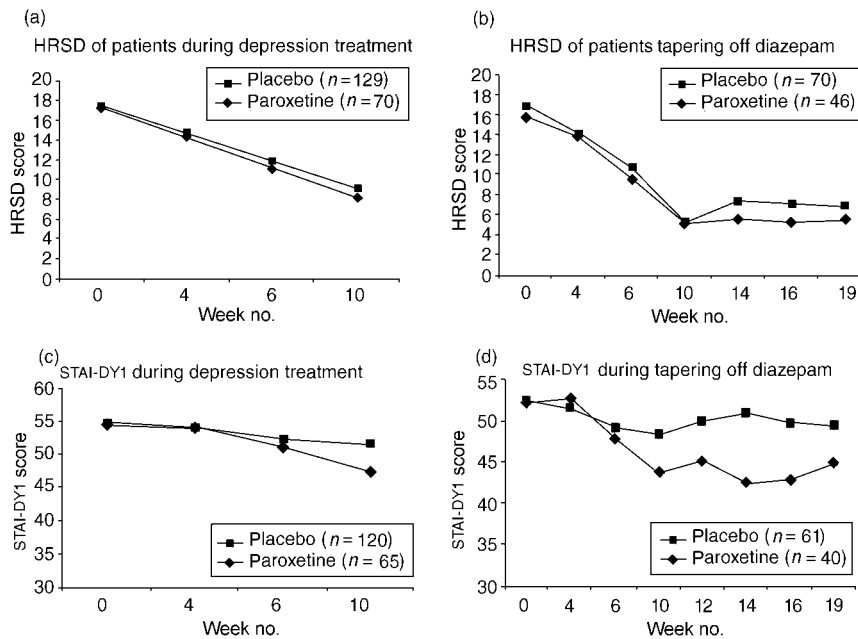 (a)
HRSD of patients during depression treatment
Placebo (n=129)
Paroxetine (n=70)
HRSD score
20
18
16
14
12
10
8
6
4
2
0
0 4 6 10
Week no.
(b)
HRSD of patients tapering off diazepam
Placebo (n=70)
Paroxetine (n=46)
HRSD score
20
18
16
14
12
10
8
6
4
2
0
0 4 6 10 14 16 19
Week no.
(c)
STAI-DY1 during depression treatment
STAI-DY1 score
60
55
50
45
40
35
30
Placebo (n=120)
Paroxetine (n=65)
0 4 6 10
Week no.
(d)
STAI-DY1 during tapering off diazepam
STAI-DY1 score
55
50
45
40
35
30
Placebo (n = 61)
Paroxetine (n = 40)
0 4 6 10 12 14 16 19
Week no.